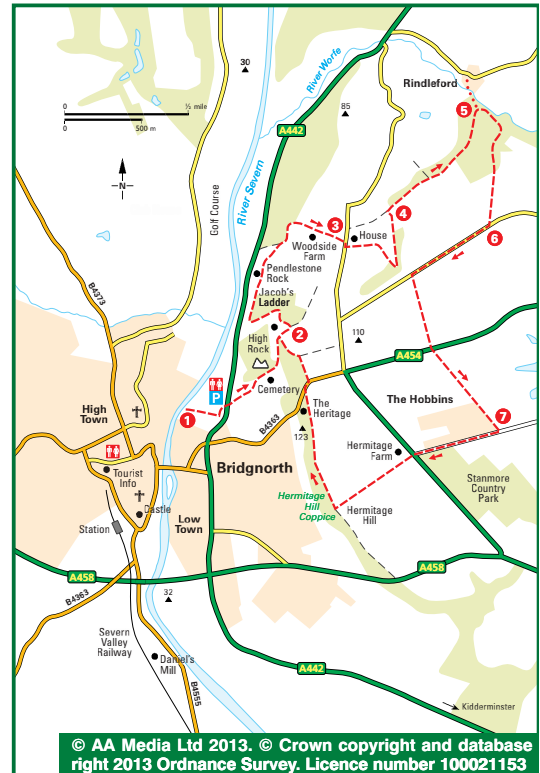 30
River Worfe
Rindleford
0
½ mile
0
500 m
85
5
A442
–N–
Golf Course
River Severn
4
3
House
Woodside
Farm
6
Pendlestone
Rock
B4373
Jacob's
Ladder
2
High
Rock
110
A454
P
Cemetery
The Hobbins
High
Town
1
The
Heritage
7
B4363
123
Hermitage
Farm
Bridgnorth
Tourist
Info
Stanmore
Country
Park
Castle
Hermitage
Hill
Coppice
Hermitage
Hill
Station
Low
Town
A458
A458
B4363
32
Severn
Valley
Railway
Daniel's
Mill
A442
B4555
Kidderminster
© AA Media Ltd 2013. © Crown copyright and database
right 2013 Ordnance Survey. Licence number 100021153